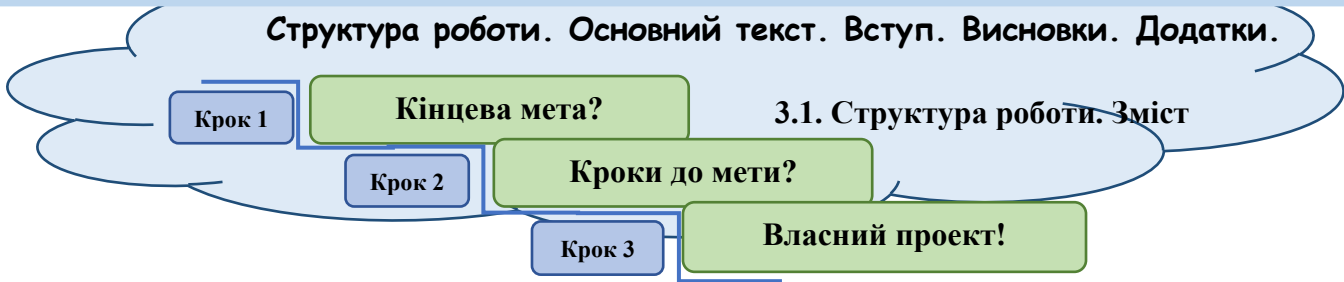 Структура роботи. Основний текст. Вступ. Висновки. Додатки.
Крок 1
Кінцева мета?
3.1. Структура роботи. Зміст
Крок 2
Кроки до мети?
Крок 3
Власний проект!